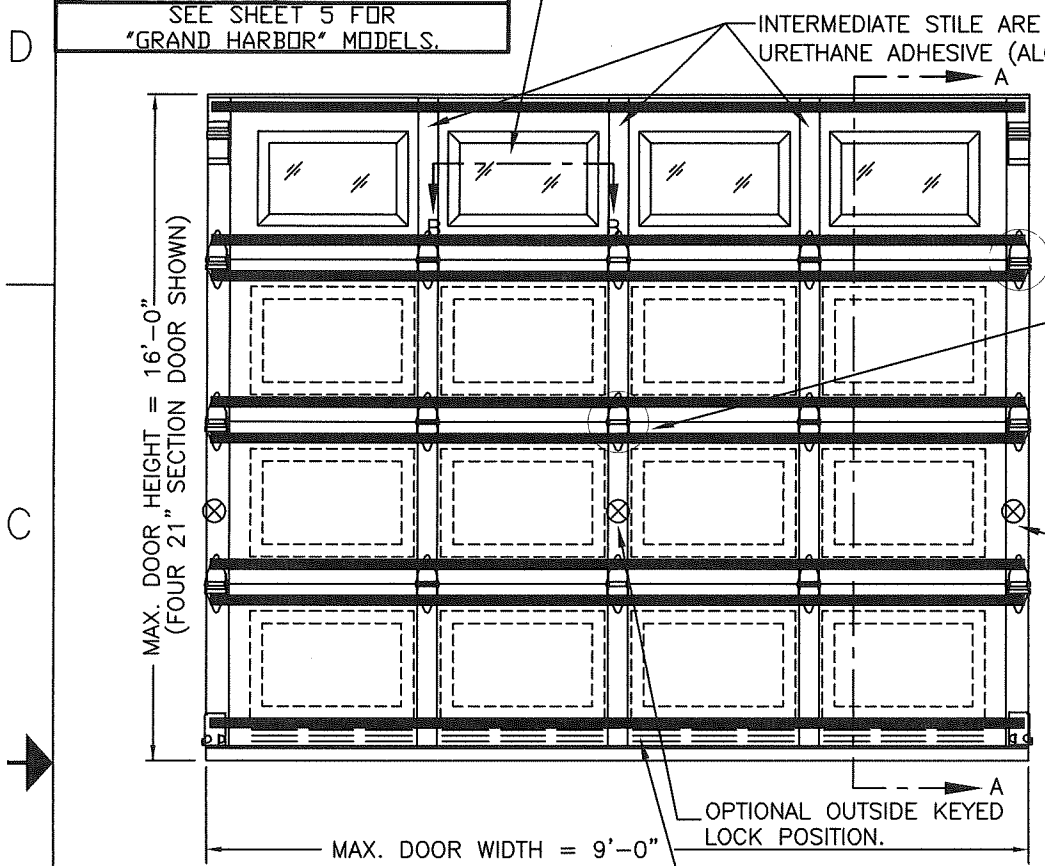 SEE SHEET 5 FOR
"GRAND HARBOR" MODELS.
D
INTERMEDIATE STILE ARE
URETHANE ADHESIVE
A
B
B
MAX. DOOR HEIGHT = 16'-0"
(FOUR 21" SECTION DOOR SHOWN)
C
A
OPTIONAL OUTSIDE KEYED
LOCK POSITION.
MAX. DOOR WIDTH = 9'-0"